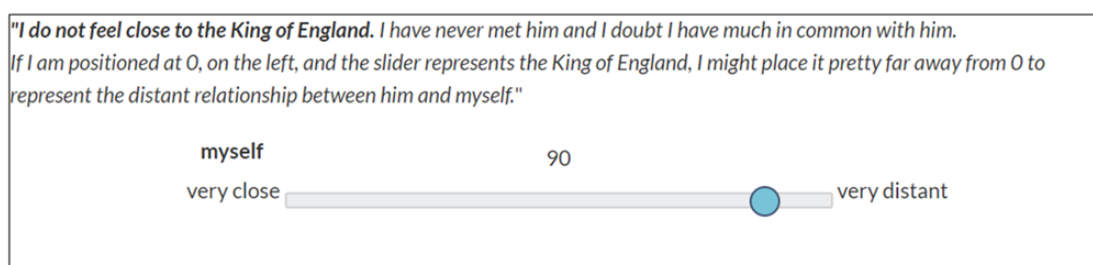 "I do not feel close to the King of England. I have never met him and I doubt I have much in common with him.
If I am positioned at 0, on the left, and the slider represents the King of England, I might place it pretty far away from 0 to
represent the distant relationship between him and myself."
myself
90
very close
very distant